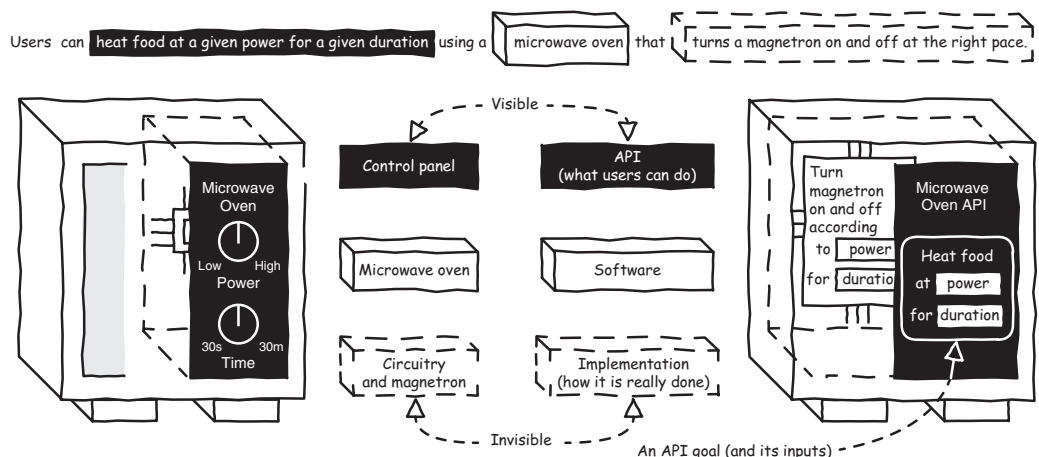 Users can heat food at a given power for a given duration using a microwave oven that turns a magnetron on and off at the right pace.
Visible
Microwave
Oven
Low High
Power
30s 30m
Time
Control panel
API
(what users can do)
Microwave oven
Software
Circuitry
and magnetron
Implementation
(how it is really done)
Invisible
Turn
magnetron
on and off
according
to power
for duratio
Microwave
Oven API
Heat food
at power
for duration
An API goal (and its inputs)